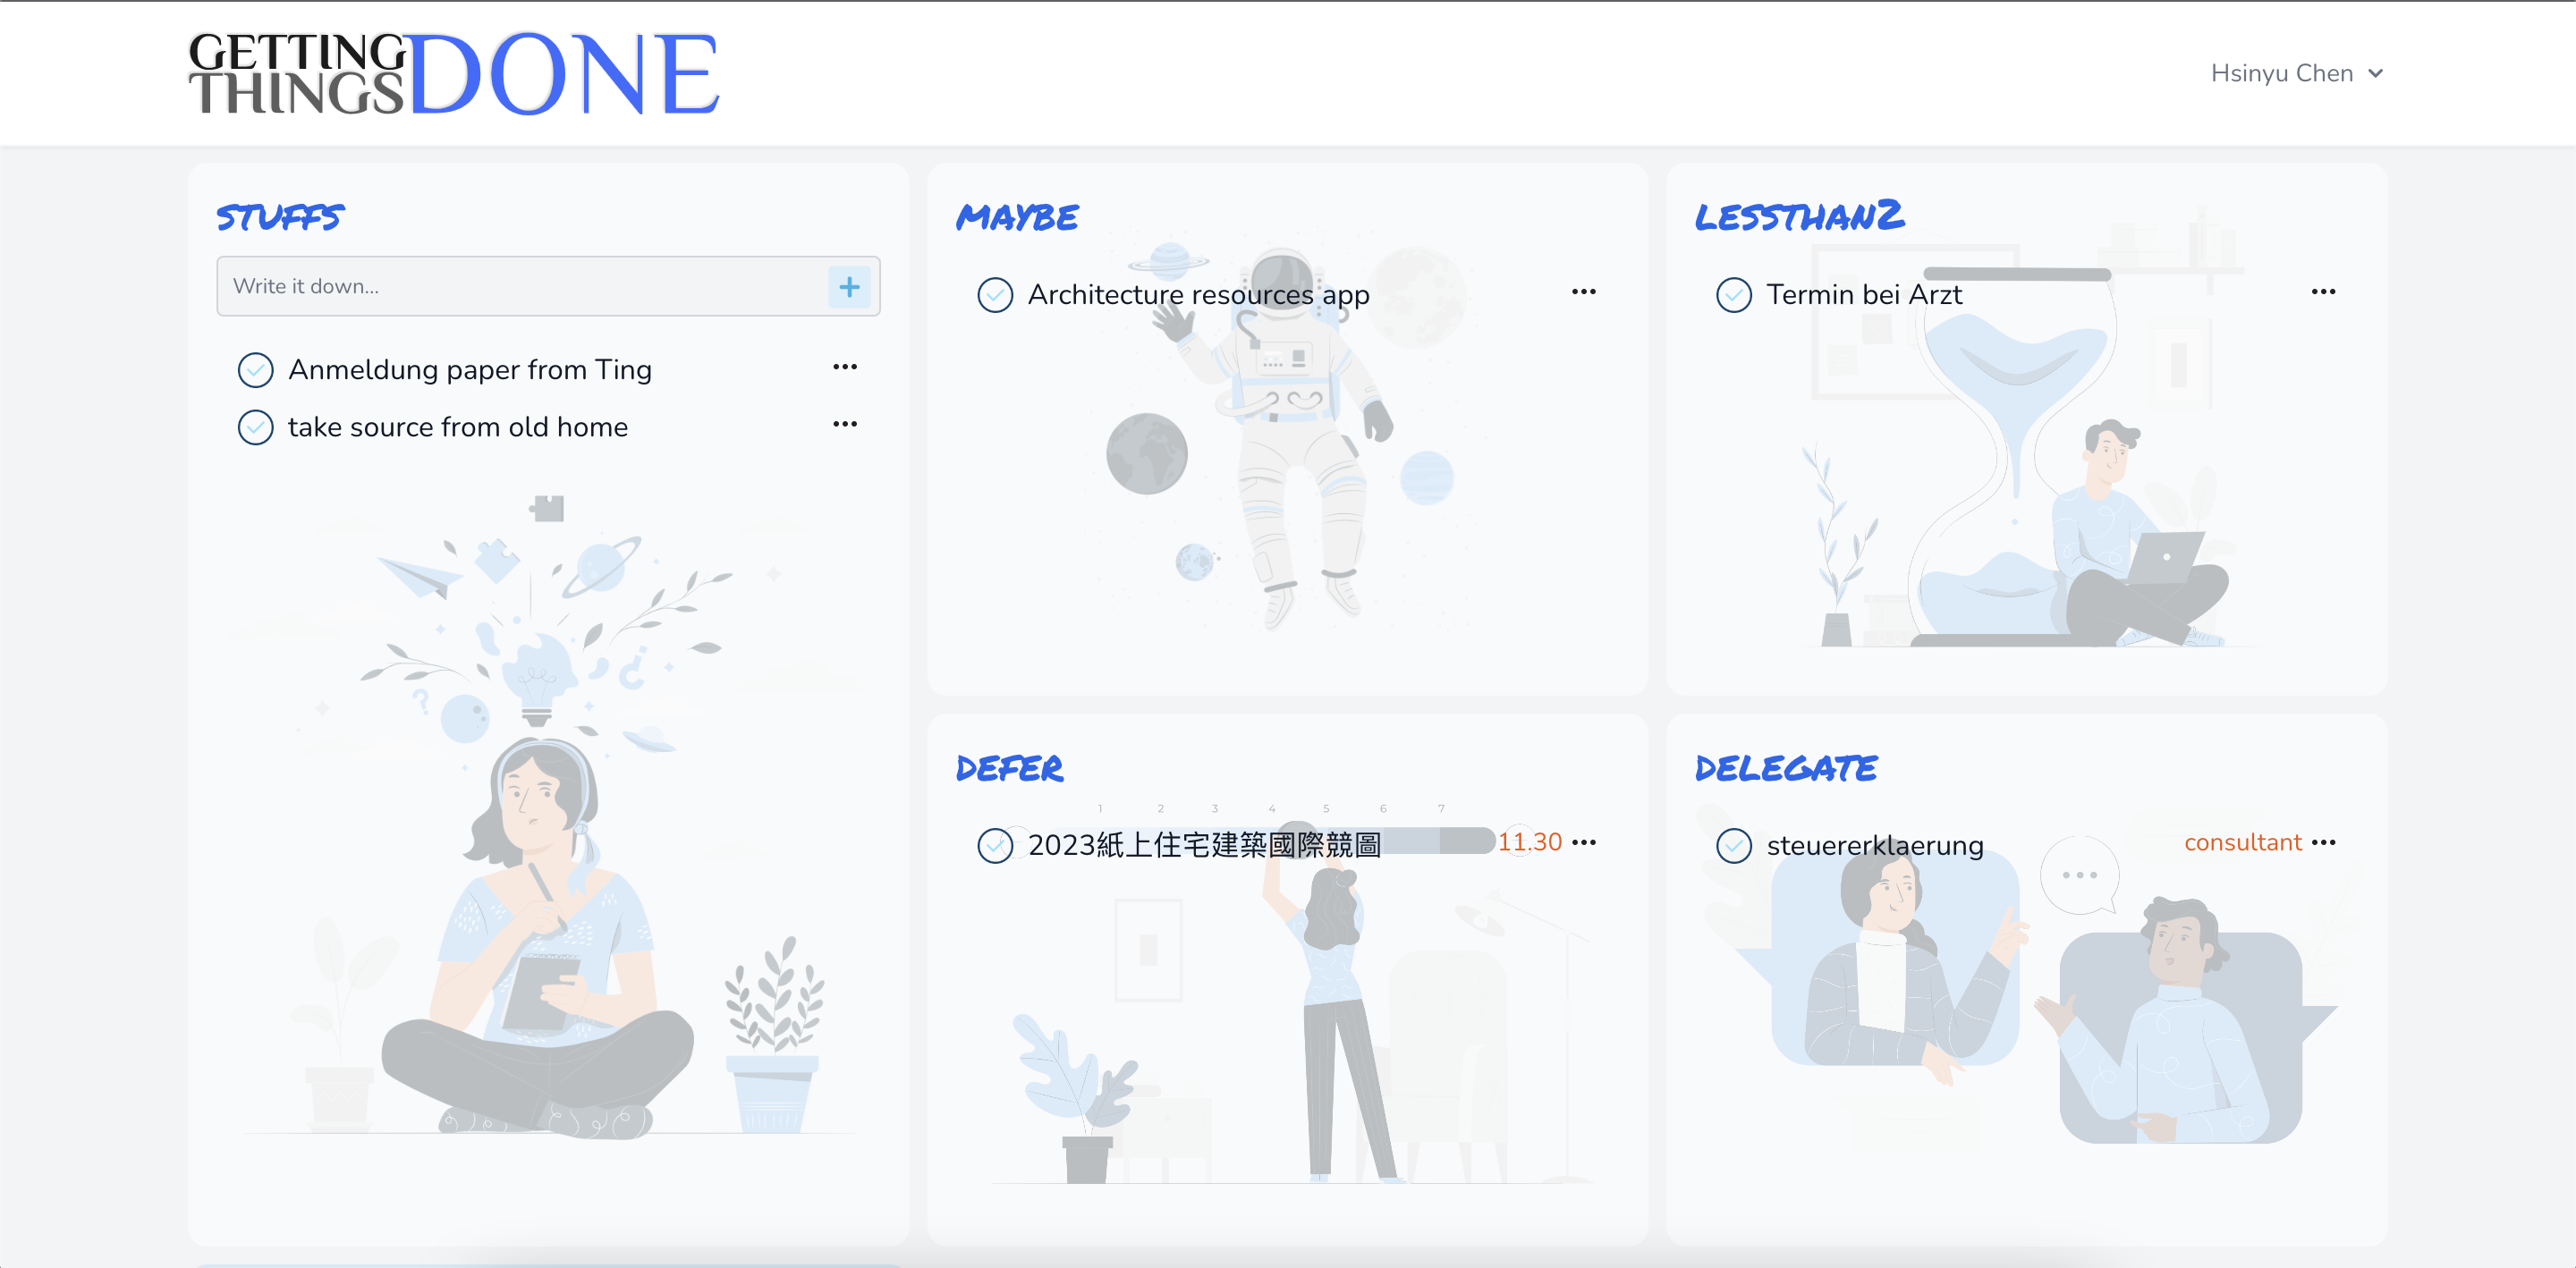 GETTING
THINGS
DONE
Hsinyu Chen
STUFFS
Write it down...
Anmeldung paper from Ting
take source from old home
MAYBE
Architecture resources app
LESSTHAN2
Termin bei Arzt
DEFER
1 2 3 4 5 6 7
2023紙上住宅建築國際競圖 11.30
DELEGATE
steuererklaerung consultant